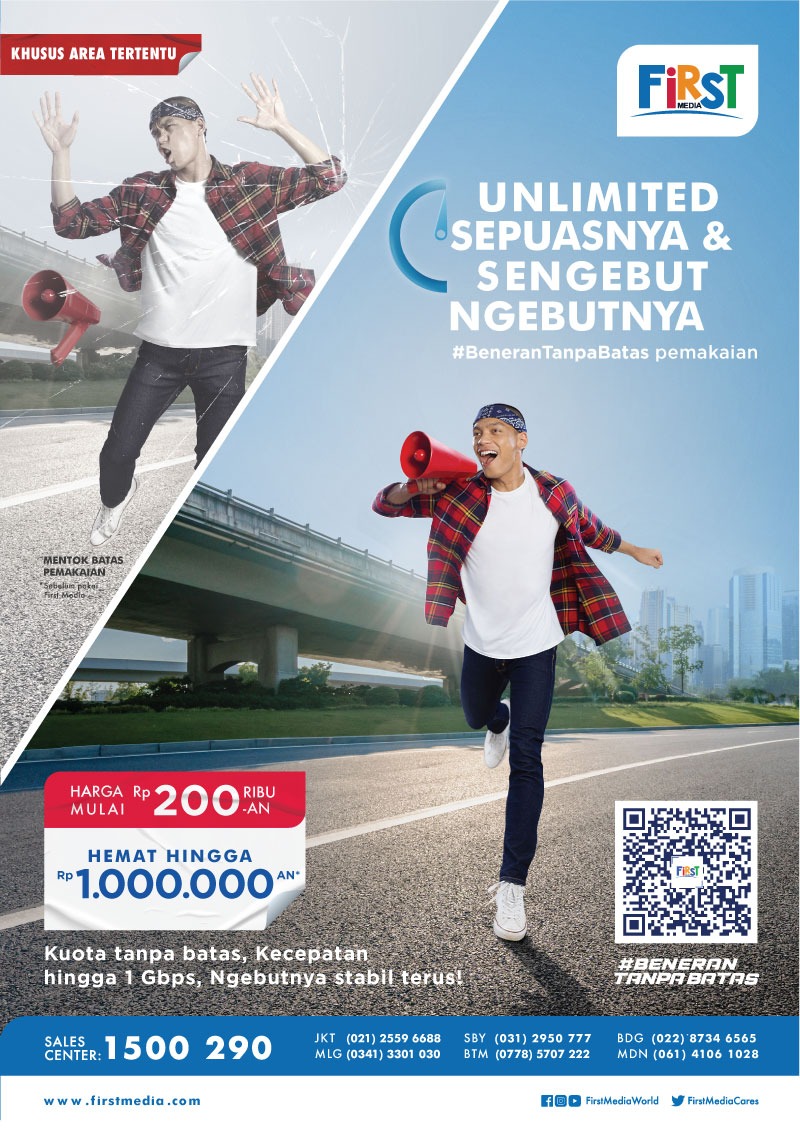 KHUSUS AREA TERTENTU
FiRST
MEDIA
UNLIMITED
SEPUASNYA &
SENGEBUT
NGEBUTNYA
#BeneranTanpaBatas pemakaian
*MENTOK BATAS
PEMAKAIAN
*Sebelum pakai
First Media
HARGA MULAI Rp 200 RIBU -AN
HEMAT HINGGA
Rp 1.000.000 AN*
FiRST
Kuota tanpa batas, Kecepatan
hingga 1 Gbps, Ngebutnya stabil terus!
#BENERAN
TANPABATAS
SALES CENTER: 1500 290
JKT (021) 2559 6688 SBY (031) 2950 777 BDG (022) 8734 6565
MLG (0341) 3301 030 BTM (0778) 5707 222 MDN (061) 4106 1028
www.firstmedia.com FirstMediaWorld FirstMediaCares